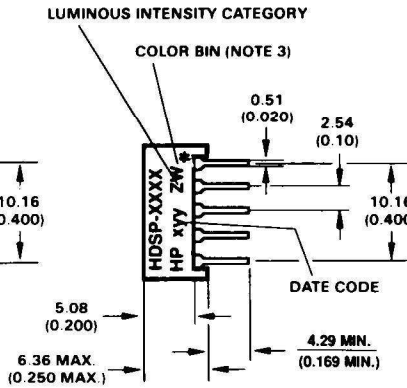 LUMINOUS INTENSITY CATEGORY
COLOR BIN (NOTE 3)
0.51
(0.020)
2.54
(0.10)
10.16
0.400)
10.16
(0.400
HDSP-XXXX
ZW *
HP xyy
DATE CODE
5.08
(0.200)
4.29 MIN.
(0.169 MIN.)
6.36 MAX.
(0.250 MAX.)